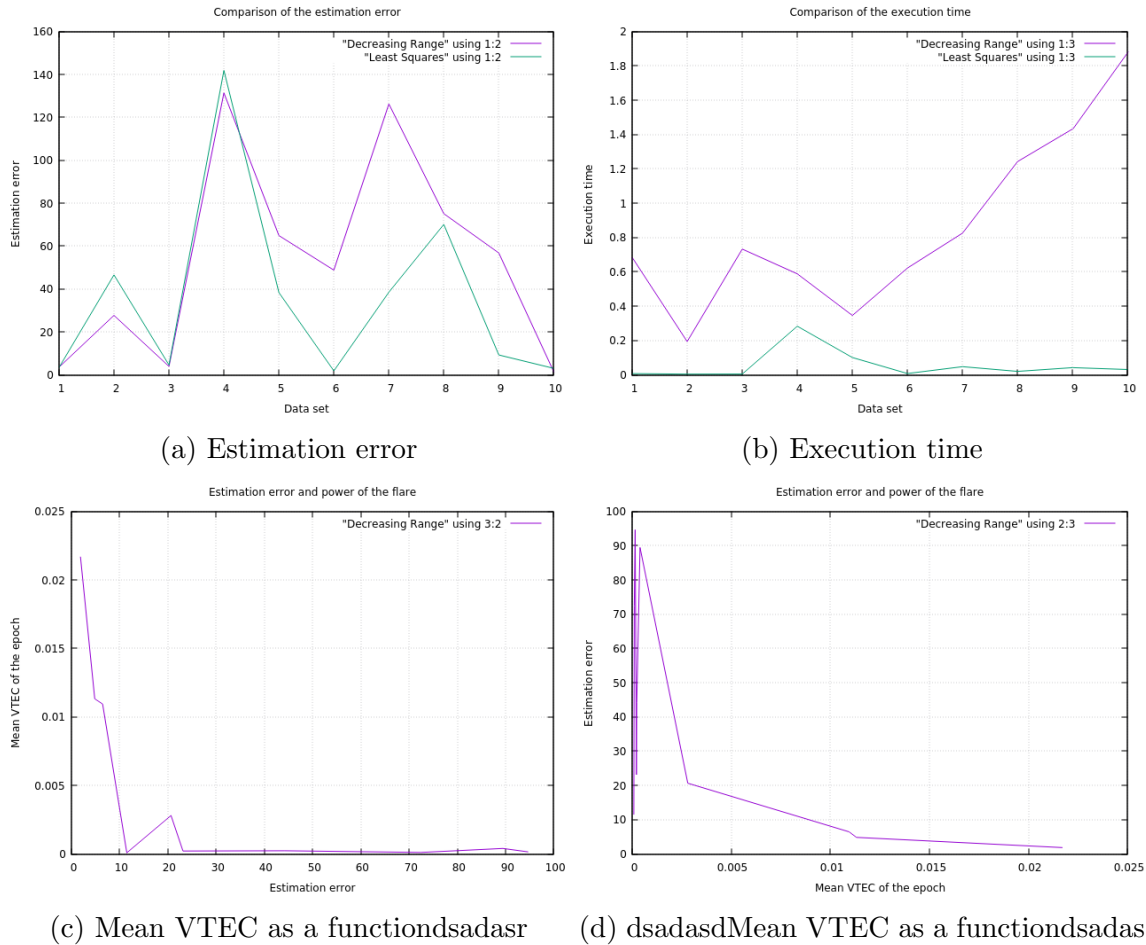 Comparison of the estimation error
"Decreasing Range" using 1:2
"Least Squares" using 1:2
160
140
120
100
80
60
40
20
0
Estimation error
1 2 3 4 5 6 7 8 9 10
Data set
(a) Estimation error
Comparison of the execution time
"Decreasing Range" using 1:3
"Least Squares" using 1:3
2
1.8
1.6
1.4
1.2
1
0.8
0.6
0.4
0.2
0
Execution time
1 2 3 4 5 6 7 8 9 10
Data set
(b) Execution time
Estimation error and power of the flare
"Decreasing Range" using 3:2
0.025
0.02
0.015
0.01
0.005
0
Mean VTEC of the epoch
0 10 20 30 40 50 60 70 80 90 100
Estimation error
(c) Mean VTEC as a functiondsadasr
Estimation error and power of the flare
"Decreasing Range" using 2:3
100
90
80
70
60
50
40
30
20
10
0
Estimation error
0 0.005 0.01 0.015 0.02 0.025
Mean VTEC of the epoch
(d) dsadasdMean VTEC as a functiondsadas